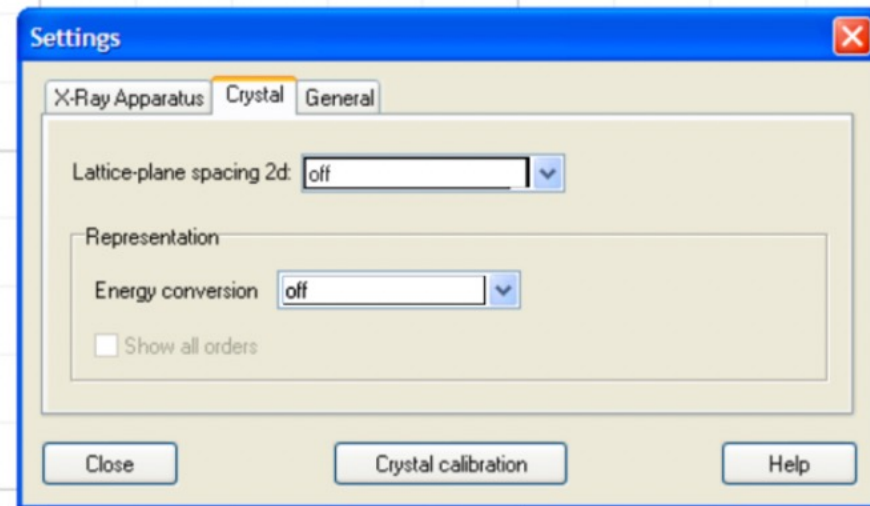 Settings
X-Ray Apparatus Crystal General
Lattice-plane spacing 2d: off
Representation
Energy conversion off
Show all orders
Close Crystal calibration Help